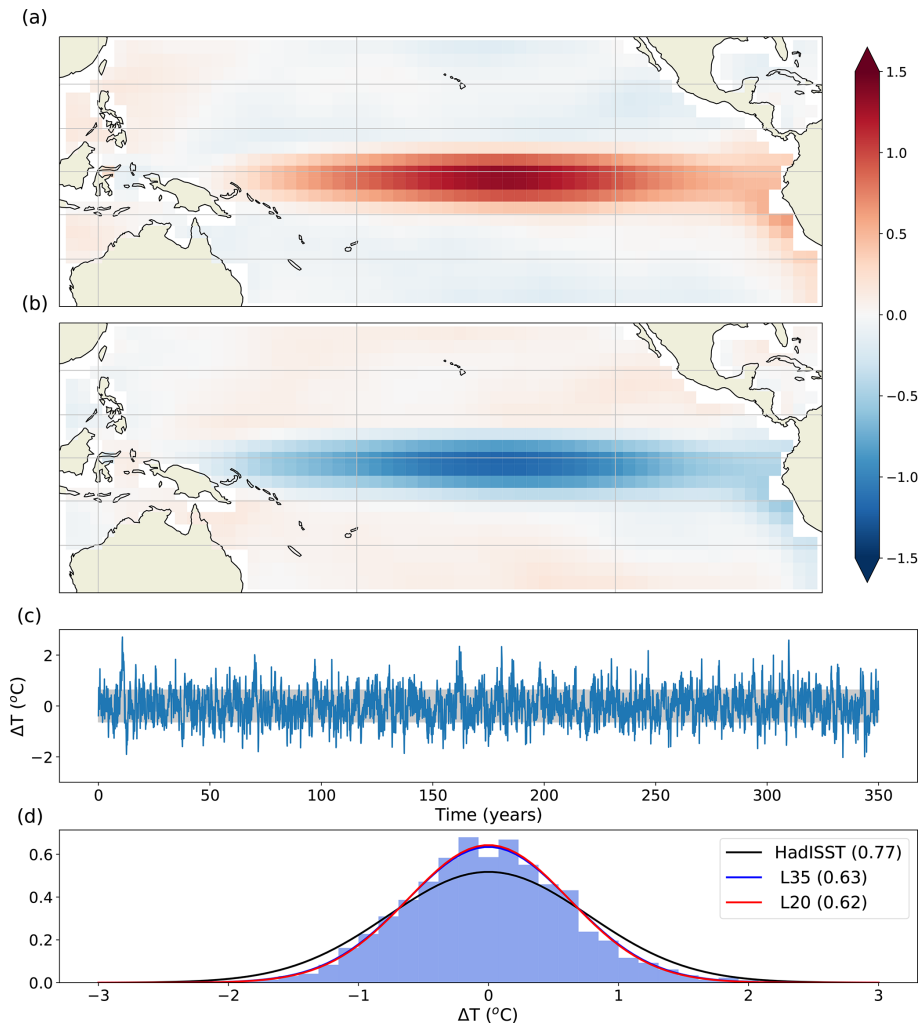 (a)
1.5
1.0
0.5
0.0
−0.5
−1.0
−1.5
(b)
(c)
2
0
−2
ΔT (°C)
0 50 100 150 200 250 300 350
Time (years)
(d)
0.6
0.4
0.2
0.0
HadISST (0.77)
L35 (0.63)
L20 (0.62)
−3 −2 −1 0 1 2 3
ΔT (°C)